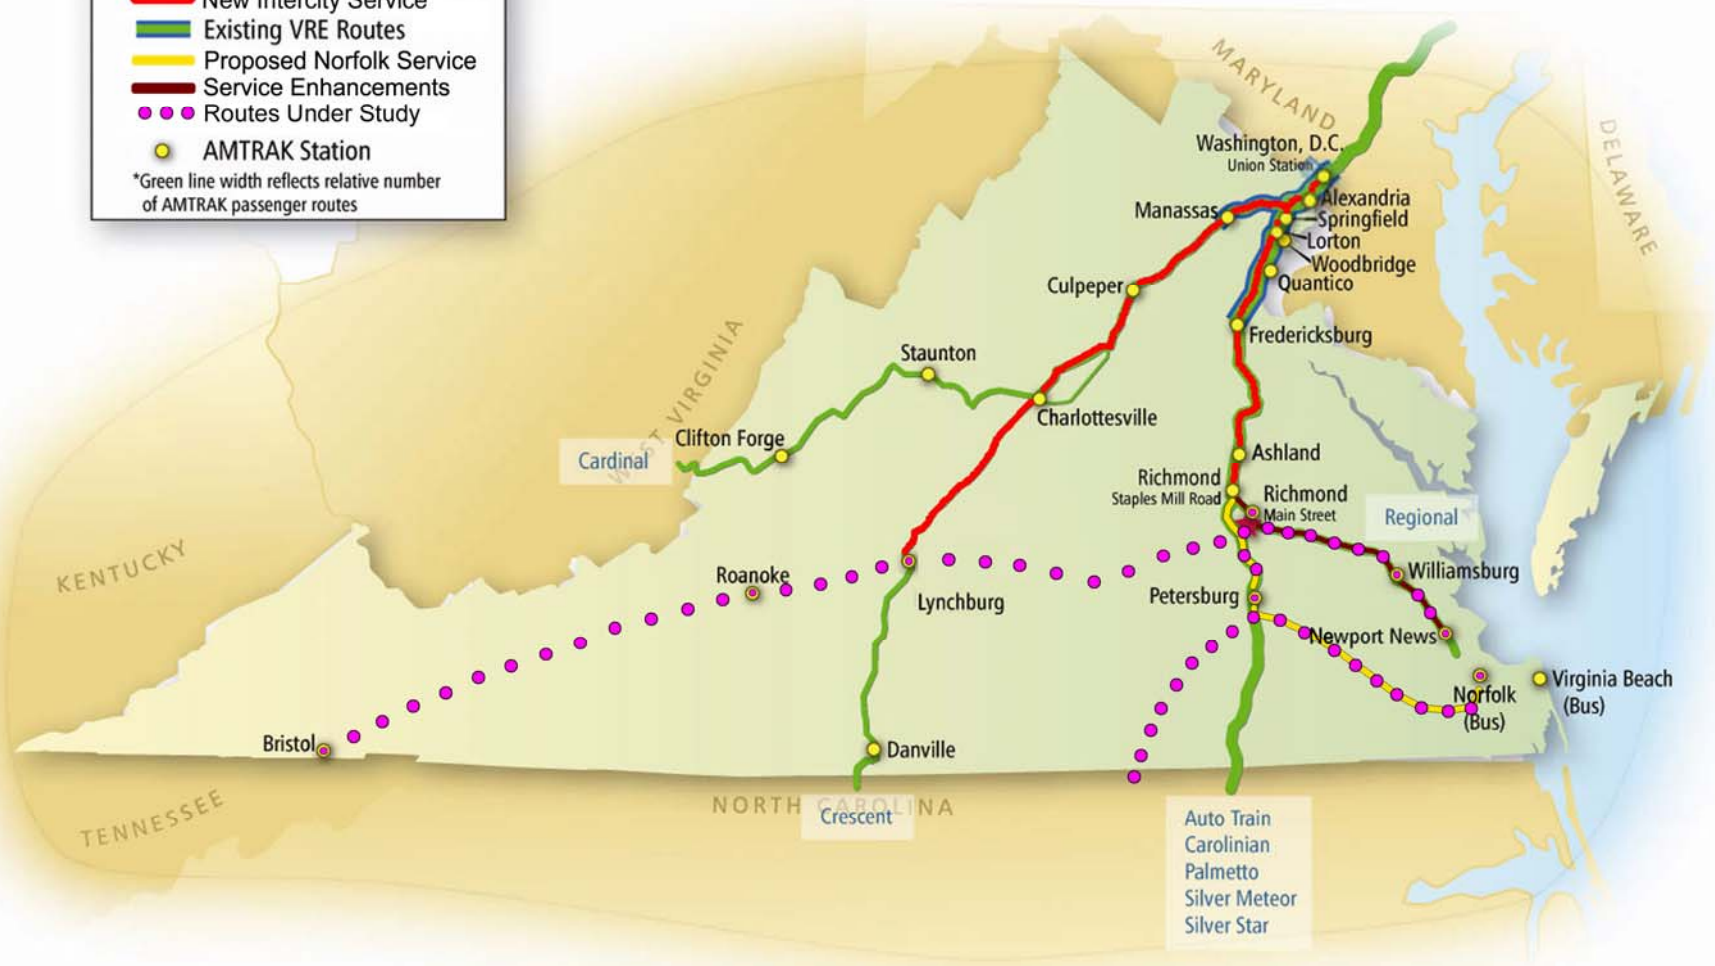 New Intercity Service
Existing VRE Routes
Proposed Norfolk Service
Service Enhancements
Routes Under Study
AMTRAK Station
*Green line width reflects relative number
of AMTRAK passenger routes
MARYLAND
DELAWARE
Washington, D.C.
Union Station
Alexandria
Manassas
Springfield
Lorton
Woodbridge
Culpeper
Quantico
Fredericksburg
WEST VIRGINIA
Staunton
Charlottesville
Clifton Forge
Cardinal
Ashland
Richmond
Staples Mill Road
Richmond
Main Street
Regional
KENTUCKY
Roanoke
Williamsburg
Lynchburg
Petersburg
Newport News
Virginia Beach
(Bus)
Norfolk
(Bus)
Bristol
Danville
TENNESSEE
NORTH CAROLINA
Crescent
Auto Train
Carolinian
Palmetto
Silver Meteor
Silver Star